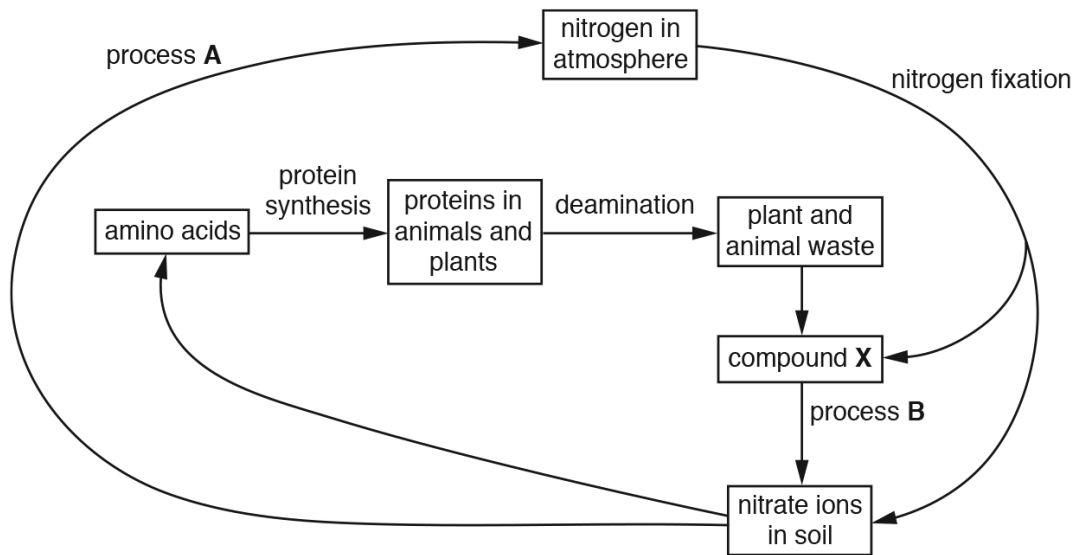 nitrogen in
atmosphere
process A
nitrogen fixation
protein
synthesis
amino acids
proteins in
animals and
plants
deamination
plant and
animal waste
compound X
process B
nitrate ions
in soil